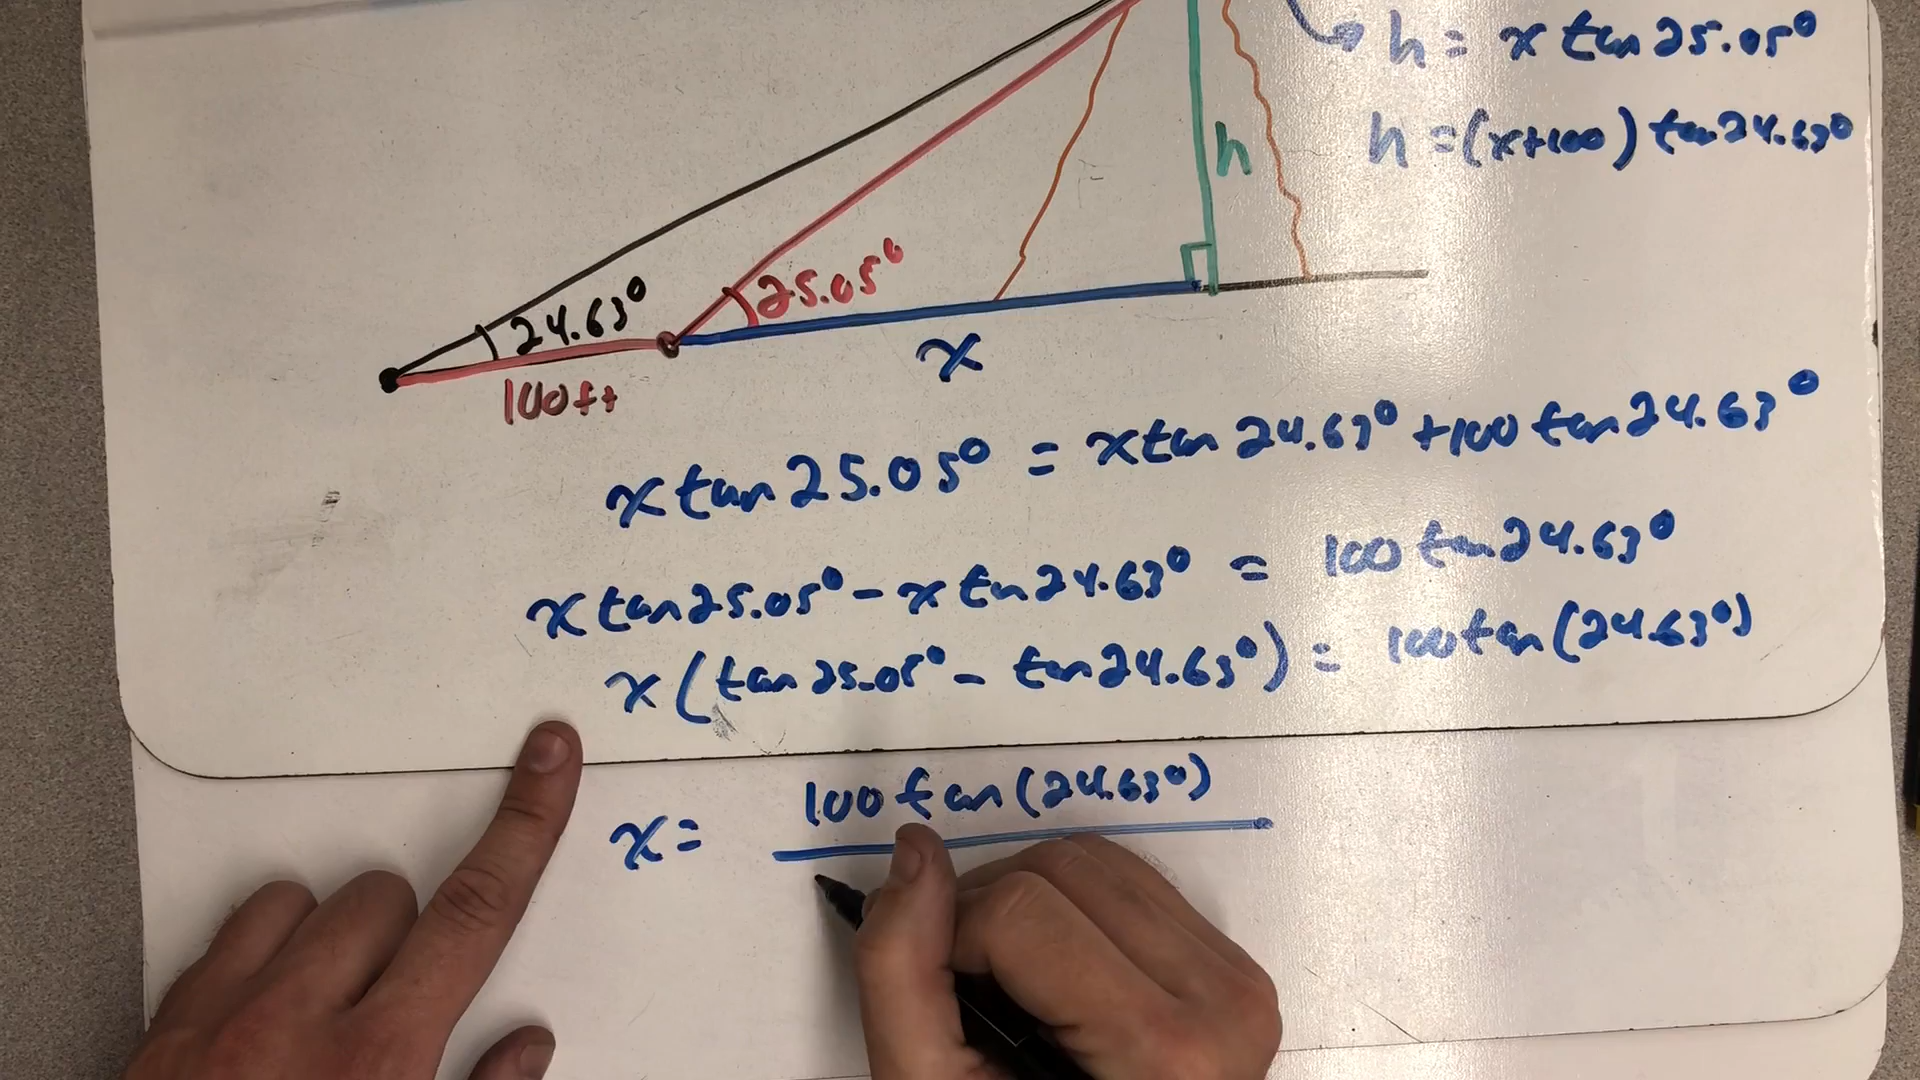 h = x tan 25.05°
h = (x+100) tan 24.63°
h
24.63°
25.05°
100ft
x
x tan 25.05° = x tan 24.63° + 100 tan 24.63°
x tan 25.05° - x tan 24.63° = 100 tan 24.63°
x (tan 25.05° - tan 24.63°) = 100 tan (24.63°)
x = 100 tan (24.63°)